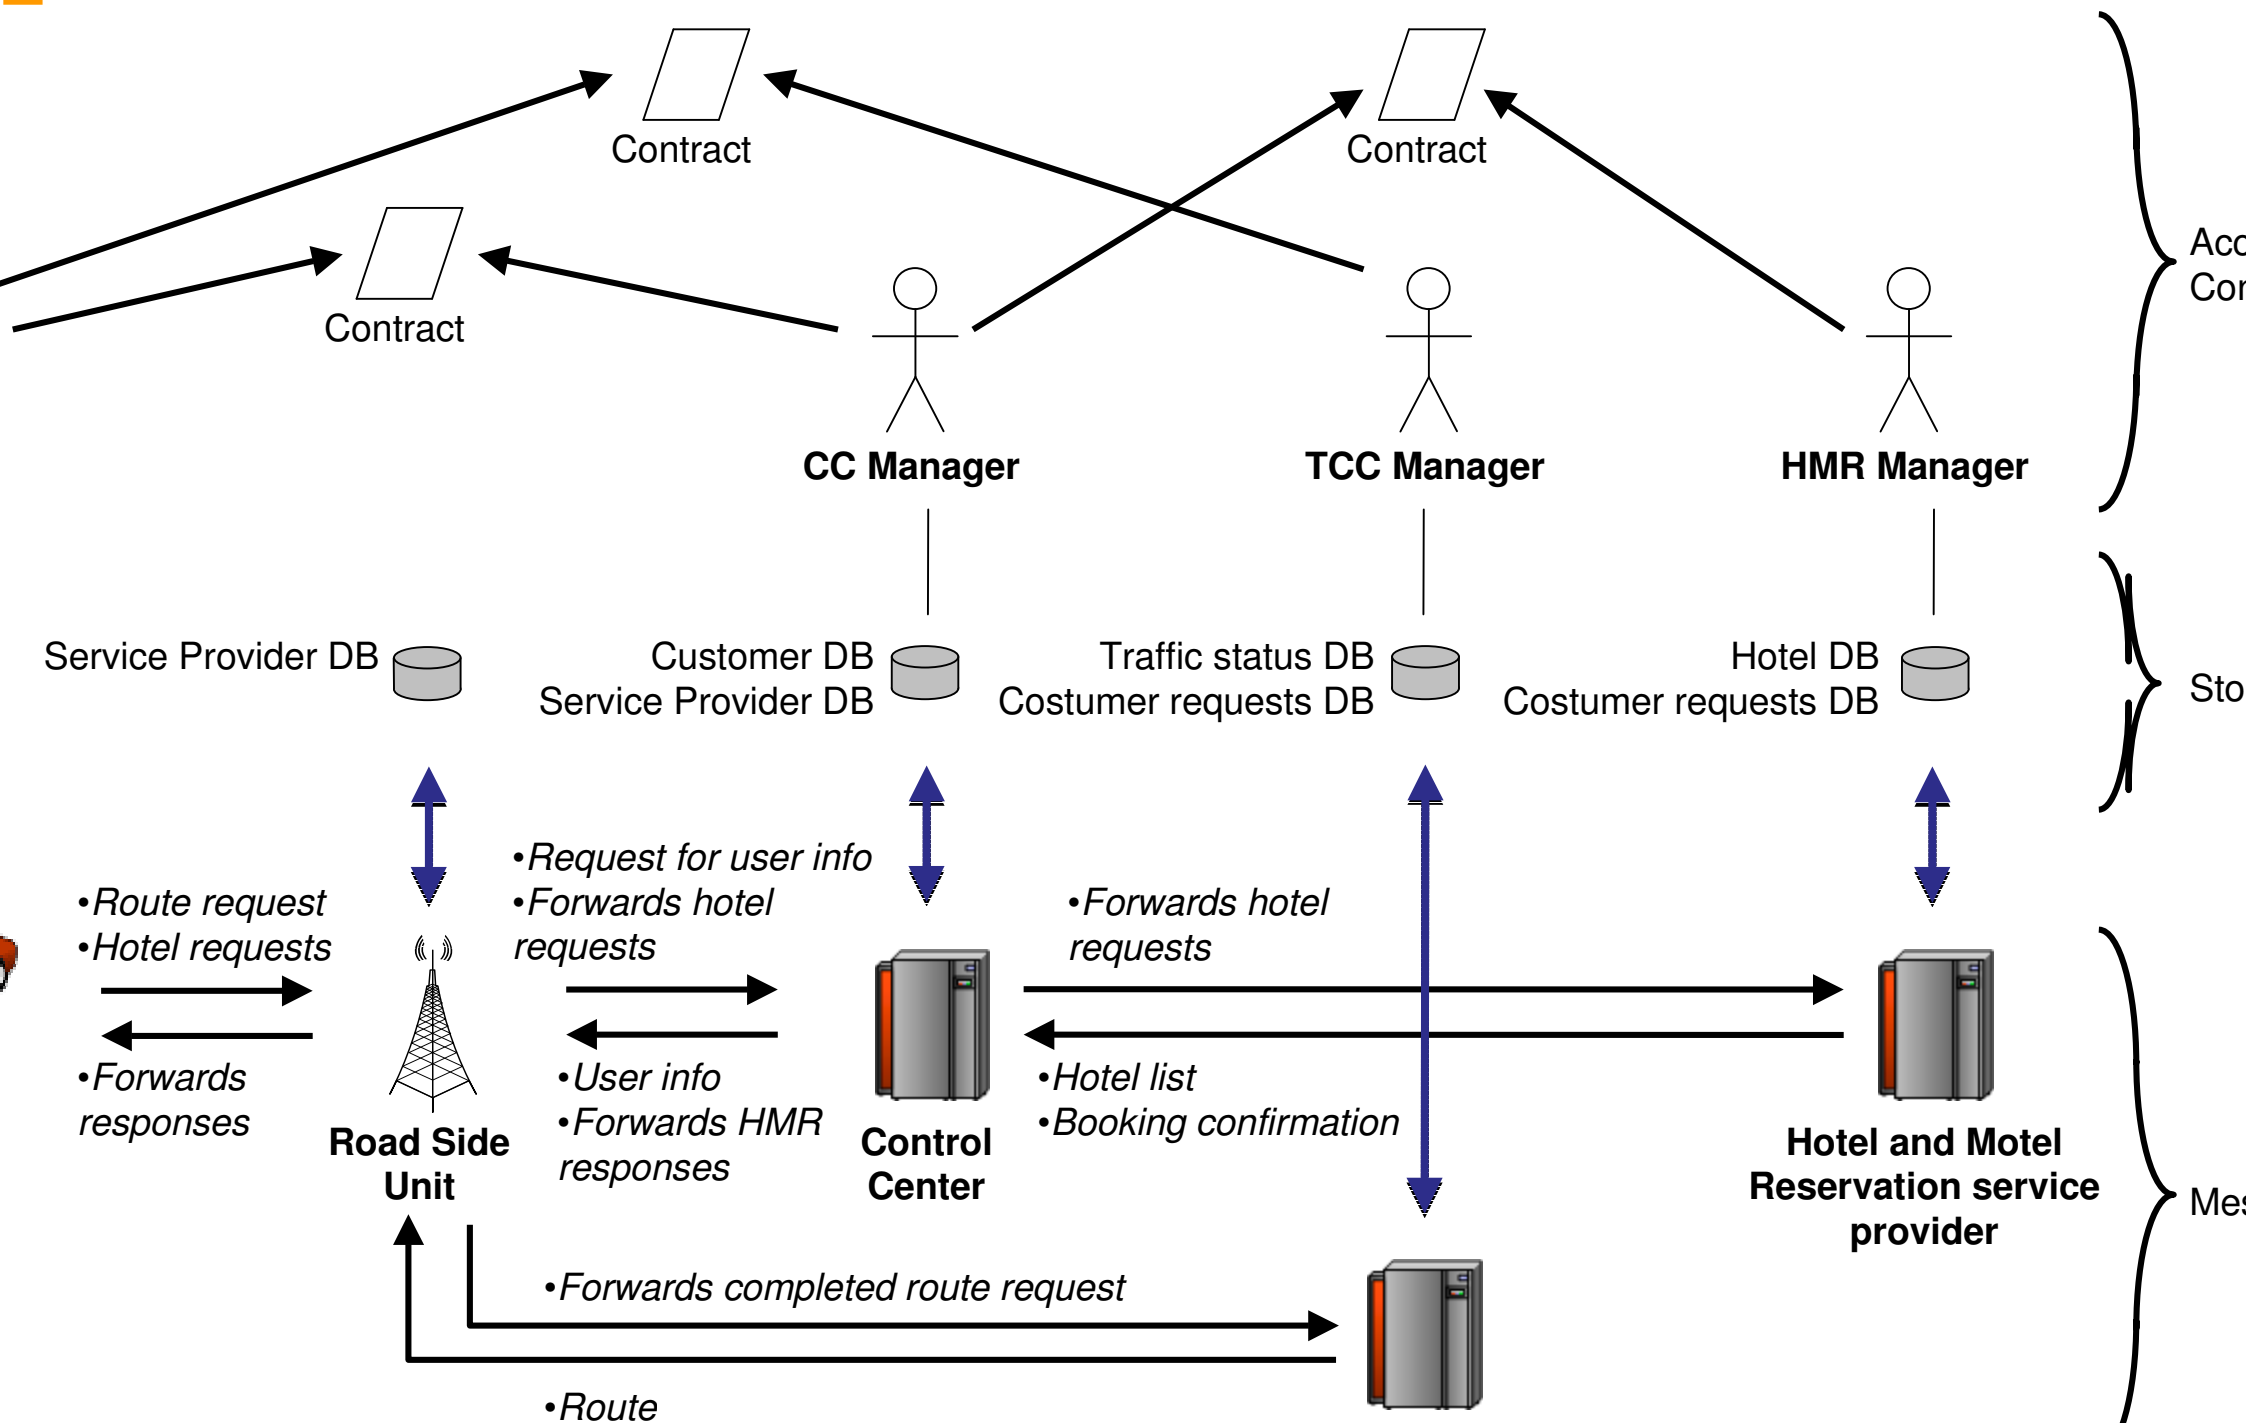 Contract
Contract
Contract
CC Manager
TCC Manager
HMR Manager
Service Provider DB
Customer DB
Service Provider DB
Traffic status DB
Costumer requests DB
Hotel DB
Costumer requests DB
•Route request
•Hotel requests
•Request for user info
•Forwards hotel
requests
•Forwards hotel
requests
•Forwards
responses
•User info
•Forwards HMR
responses
•Hotel list
•Booking confirmation
Road Side
Unit
Control
Center
Hotel and Motel
Reservation service
provider
•Forwards completed route request
•Route